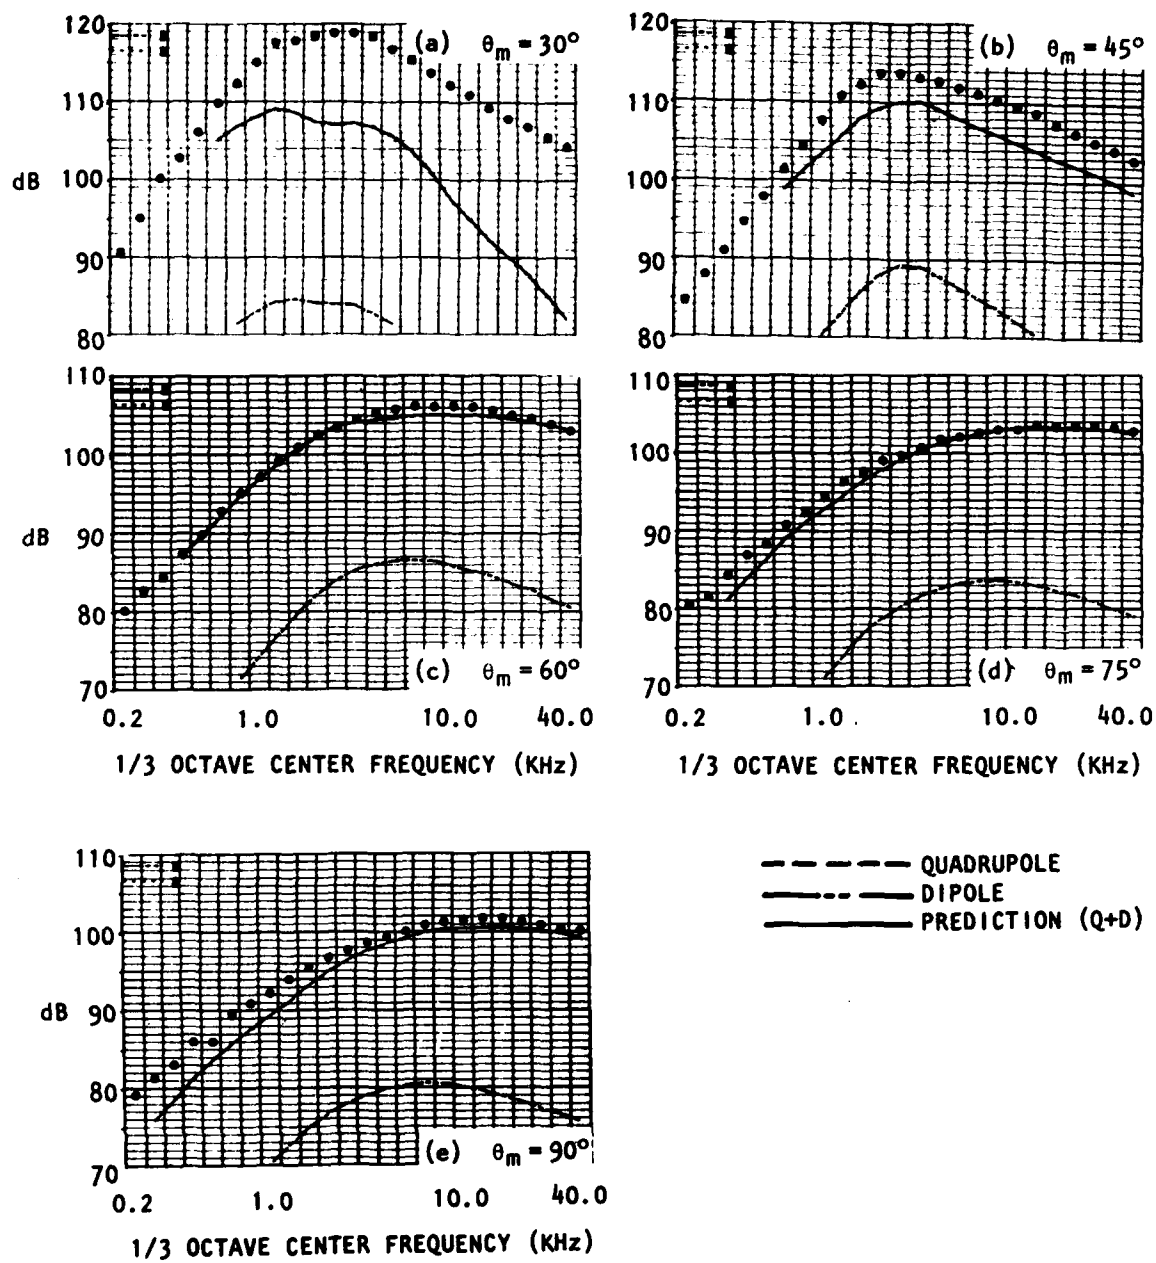 120 (a) θm = 30°
110
dB 100
90
80
120 (b) θm = 45°
110
100
90
80
110
100
dB 90
80
70 (c) θm = 60°
0.2 1.0 10.0 40.0
1/3 OCTAVE CENTER FREQUENCY (KHz)
110
100
90
80
70 (d) θm = 75°
0.2 1.0 10.0 40.0
1/3 OCTAVE CENTER FREQUENCY (KHz)
110
100
dB 90
80
70 (e) θm = 90°
0.2 1.0 10.0 40.0
1/3 OCTAVE CENTER FREQUENCY (KHz)
QUADRUPOLE
DIPOLE
PREDICTION (Q+D)